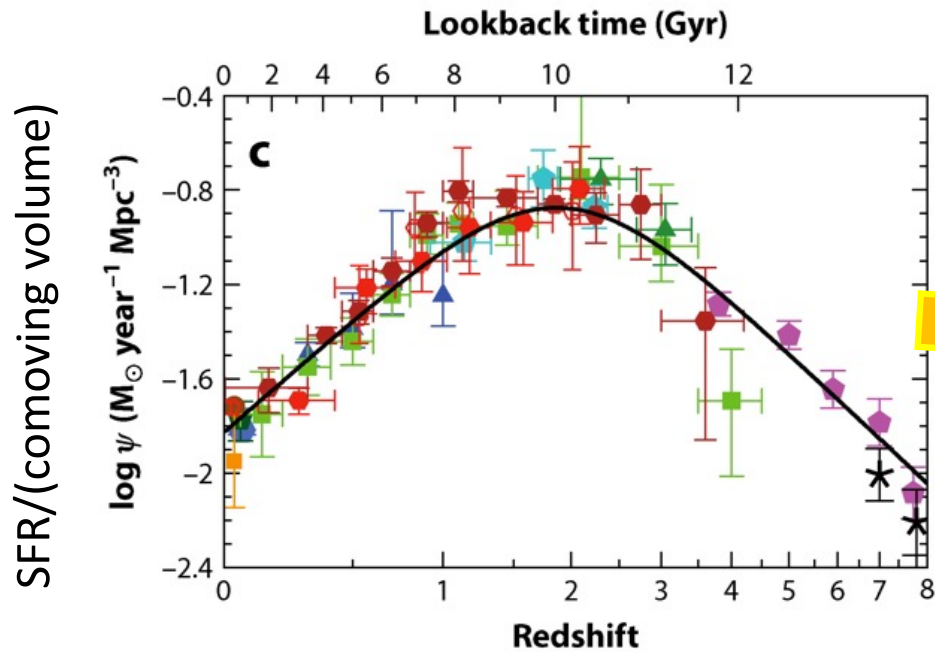 Lookback time (Gyr)
0 2 4 6 8 10 12
−0.4
−0.8
−1.2
−1.6
−2
−2.4
c
SFR/(comoving volume)
log ψ (M⊙ year−1 Mpc−3)
0 1 2 3 4 5 6 7 8
Redshift